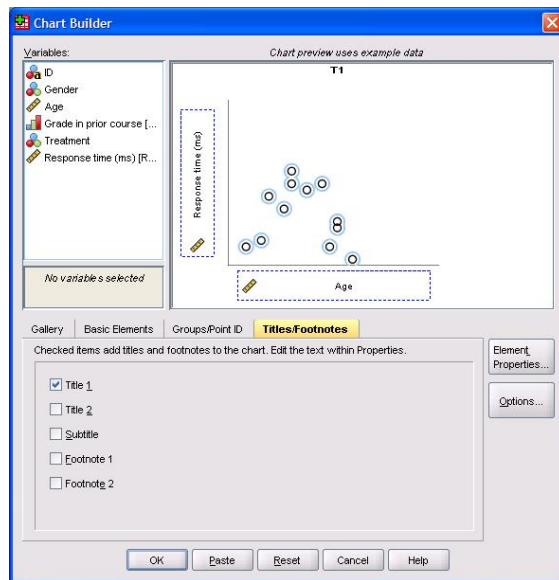 Chart Builder
Variables:
Chart preview uses example data
ID
Gender
Age
Grade in prior course [...
Treatment
Response time (ms) [R...
No variables selected
T1
Response time (ms)
Age
Gallery
Basic Elements
Groups/Point ID
Titles/Footnotes
Checked items add titles and footnotes to the chart. Edit the text within Properties.
Title 1
Title 2
Subtitle
Footnote 1
Footnote 2
Element
Properties...
Options...
OK
Paste
Reset
Cancel
Help